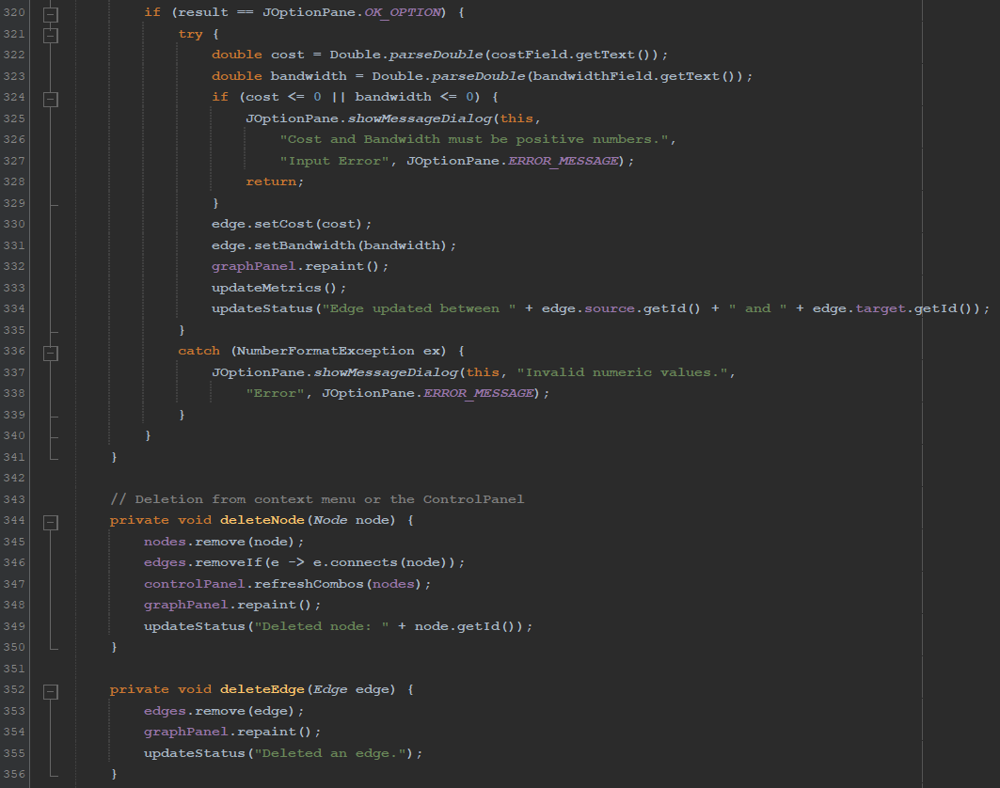 320 if (result == JOptionPane.OK_OPTION) {
321 try {
322 double cost = Double.parseDouble(costField.getText());
323 double bandwidth = Double.parseDouble(bandwidthField.getText());
324 if (cost <= 0 || bandwidth <= 0) {
325 JOptionPane.showMessageDialog(this,
326 "Cost and Bandwidth must be positive numbers.",
327 "Input Error", JOptionPane.ERROR_MESSAGE);
328 return;
329 }
330 edge.setCost(cost);
331 edge.setBandwidth(bandwidth);
332 graphPanel.repaint();
333 updateMetrics();
334 updateStatus("Edge updated between " + edge.source.getId() + " and " + edge.target.getId());
335 }
336 catch (NumberFormatException ex) {
337 JOptionPane.showMessageDialog(this, "Invalid numeric values.",
338 "Error", JOptionPane.ERROR_MESSAGE);
339 }
340 }
341 }
342
343 // Deletion from context menu or the ControlPanel
344 private void deleteNode(Node node) {
345 nodes.remove(node);
346 edges.removeIf(e -> e.connects(node));
347 controlPanel.refreshCombos(nodes);
348 graphPanel.repaint();
349 updateStatus("Deleted node: " + node.getId());
350 }
351
352 private void deleteEdge(Edge edge) {
353 edges.remove(edge);
354 graphPanel.repaint();
355 updateStatus("Deleted an edge.");
356 }